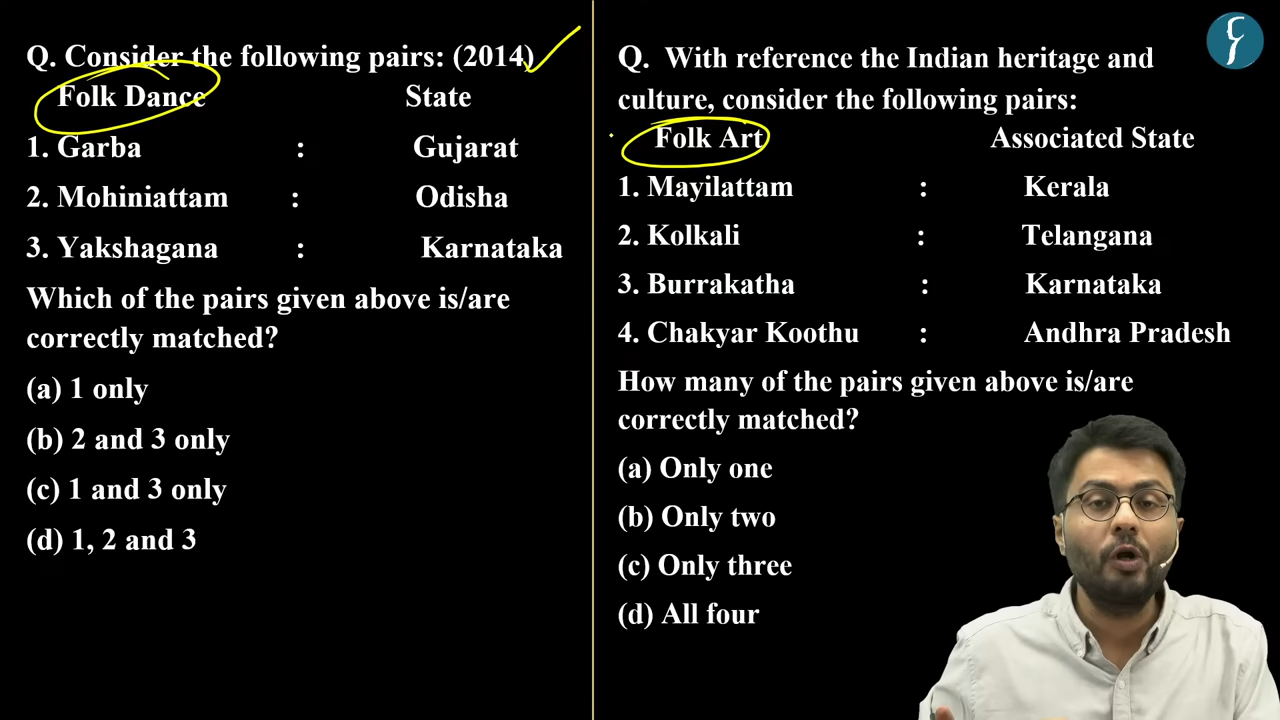 Q. Consider the following pairs: (2014)
Folk Dance State
1. Garba : Gujarat
2. Mohiniattam : Odisha
3. Yakshagana : Karnataka
Which of the pairs given above is/are
correctly matched?
(a) 1 only
(b) 2 and 3 only
(c) 1 and 3 only
(d) 1, 2 and 3
Q. With reference the Indian heritage and
culture, consider the following pairs:
Folk Art Associated State
1. Mayilattam : Kerala
2. Kolkali : Telangana
3. Burrakatha : Karnataka
4. Chakyar Koothu : Andhra Pradesh
How many of the pairs given above is/are
correctly matched?
(a) Only one
(b) Only two
(c) Only three
(d) All four